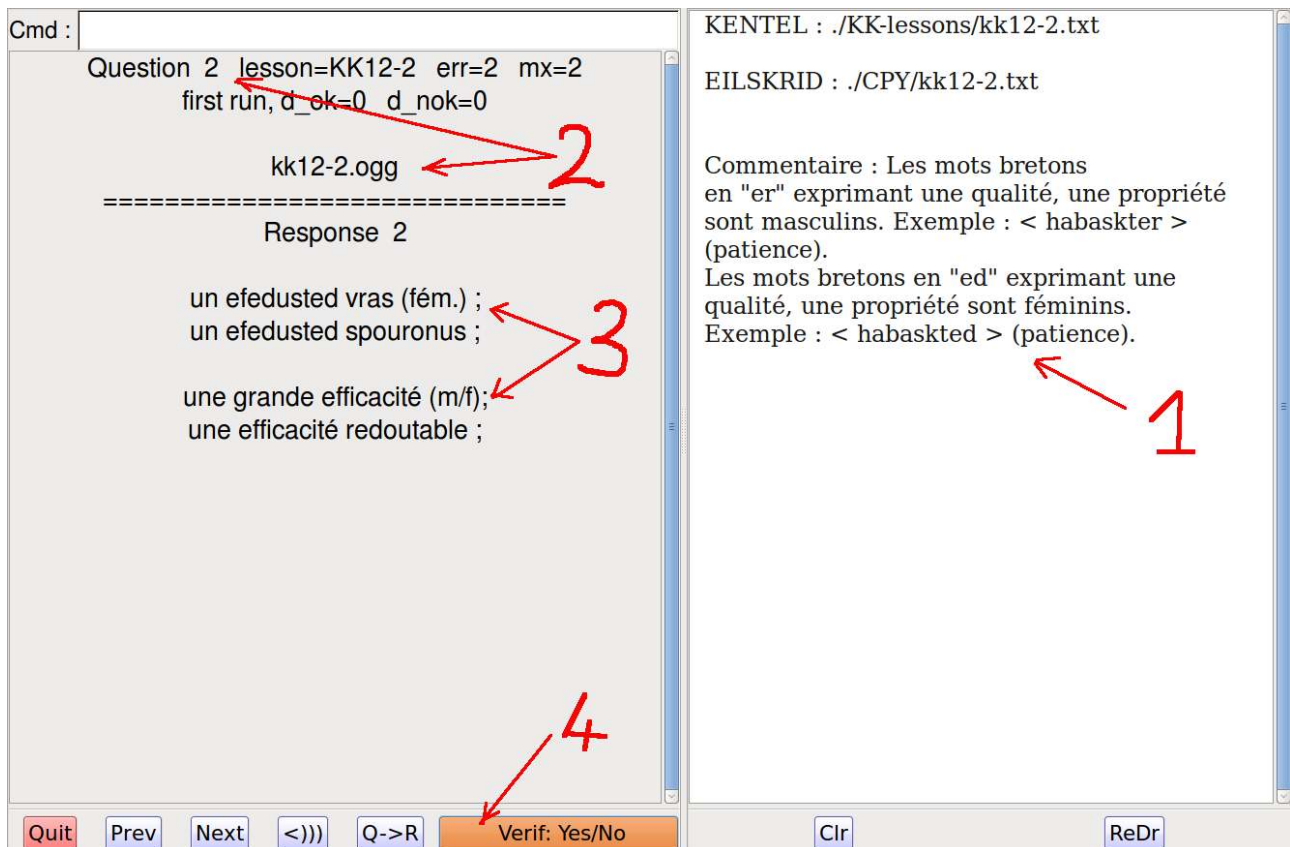 Cmd :
Question 2 lesson=KK12-2 err=2 mx=2
first run, d_ok=0 d_nok=0
kk12-2.ogg
==============================
Response 2
un efedusted vras (fém.) ;
un efedusted spouronus ;
une grande efficacité (m/f);
une efficacité redoutable ;
2
3
4
Quit Prev Next <))) Q->R Verif: Yes/No
KENTEL : ./KK-lessons/kk12-2.txt
EILSKRID : ./CPY/kk12-2.txt
Commentaire : Les mots bretons
en "er" exprimant une qualité, une propriété
sont masculins. Exemple : < habaskter >
(patience).
Les mots bretons en "ed" exprimant une
qualité, une propriété sont féminins.
Exemple : < habaskted > (patience).
1
Clr ReDr